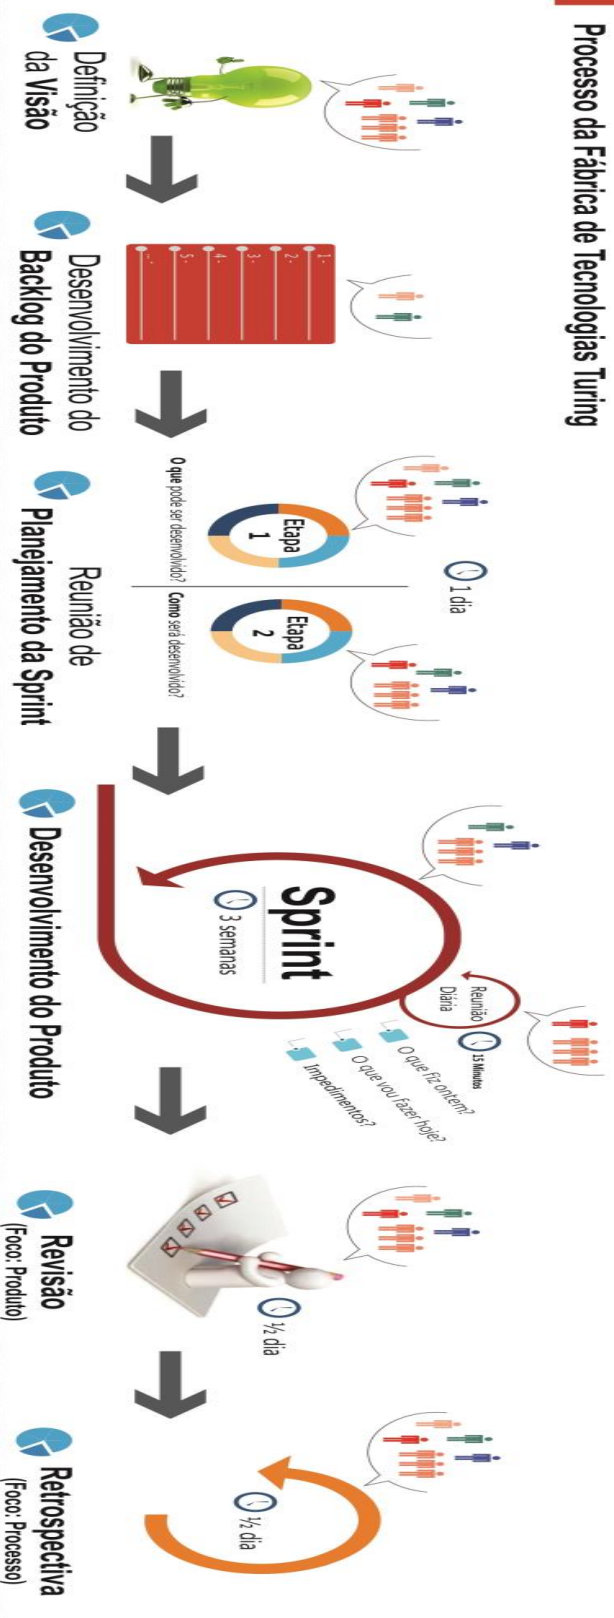 Processo da Fábrica de Tecnologias Turing
Definição
da Visão
1 .
2 .
3 .
4 .
5 .
Desenvolvimento do
Backlog do Produto
1 dia
Etapa
1
Etapa
2
O que pode ser desenvolvido?
Como será desenvolvido?
Reunião de
Planejamento da Sprint
Sprint
3 semanas
Reunião
Diária
15 Minutos
O que fiz ontem?
O que vou fazer hoje?
Impedimentos?
Desenvolvimento do Produto
½ dia
Revisão
(Foco: Produto)
½ dia
Retrospectiva
(Foco: Processo)